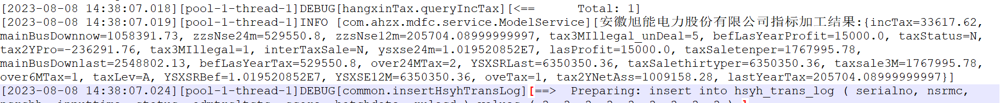 [2023-08-08 14:38:07.018][pool-1-thread-1]DEBUG[hangxinTax.queryIncTax][<==      Total: 1]
[2023-08-08 14:38:07.019][pool-1-thread-1]INFO [com.ahzx.mdfc.service.ModelService][安徽旭能电力股份有限公司指标加工结果:{incTax=33617.62,
mainBusDownnow=1058391.73, zzsNse24m=529550.8, zzsNse12m=205704.08999999997, tax3MIllegal_unDeal=5, befLasYearProfit=15000.0, taxStatus=N,
tax2YPro=-236291.76, tax3MIllegal=1, interTaxSale=N, ysxse24m=1.019520852E7, lasProfit=15000.0, taxSaletenper=1767995.78,
mainBusDownlast=2548802.13, befLasYearTax=529550.8, over24MTax=2, YSXSRLast=6350350.36, taxSalethirtyper=6350350.36, taxsale3M=1767995.78,
over6MTax=1, taxLev=A, YSXSRBef=1.019520852E7, YSXSE12M=6350350.36, oveTax=1, tax2YNetAss=1009158.28, lastYearTax=205704.08999999997}]
[2023-08-08 14:38:07.024][pool-1-thread-1]DEBUG[common.insertHsyhTransLog][==>  Preparing: insert into hsyh_trans_log ( serialno, nsrmc,